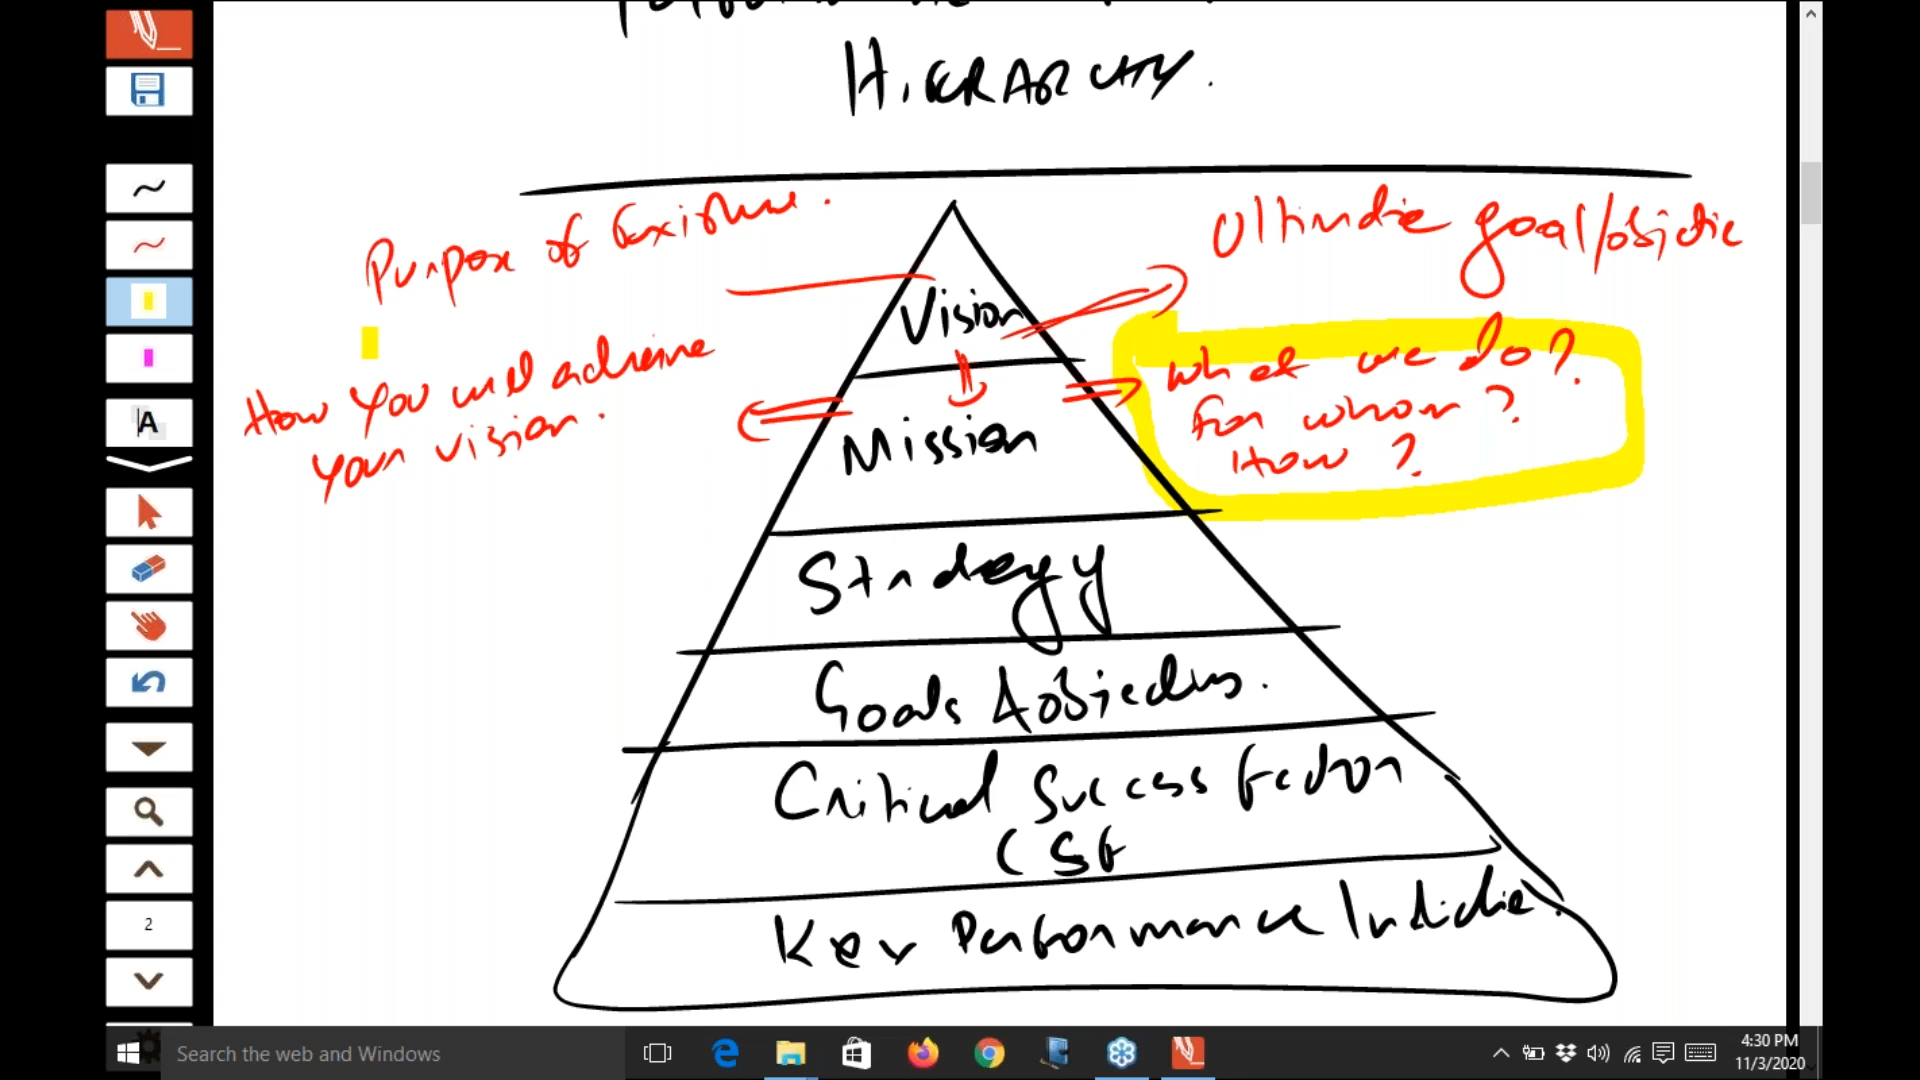 HIERARCHY.
Purpose of Existence.
Ultimate goal/objective
Vision
How You will achieve
your vision.
What we do?
For whom?
How?
Mission
Strategy
Goals & objectives.
Critical Success Factor
CSF
Key Performance Indicator
A
2
Search the web and Windows
4:30 PM
11/3/2020